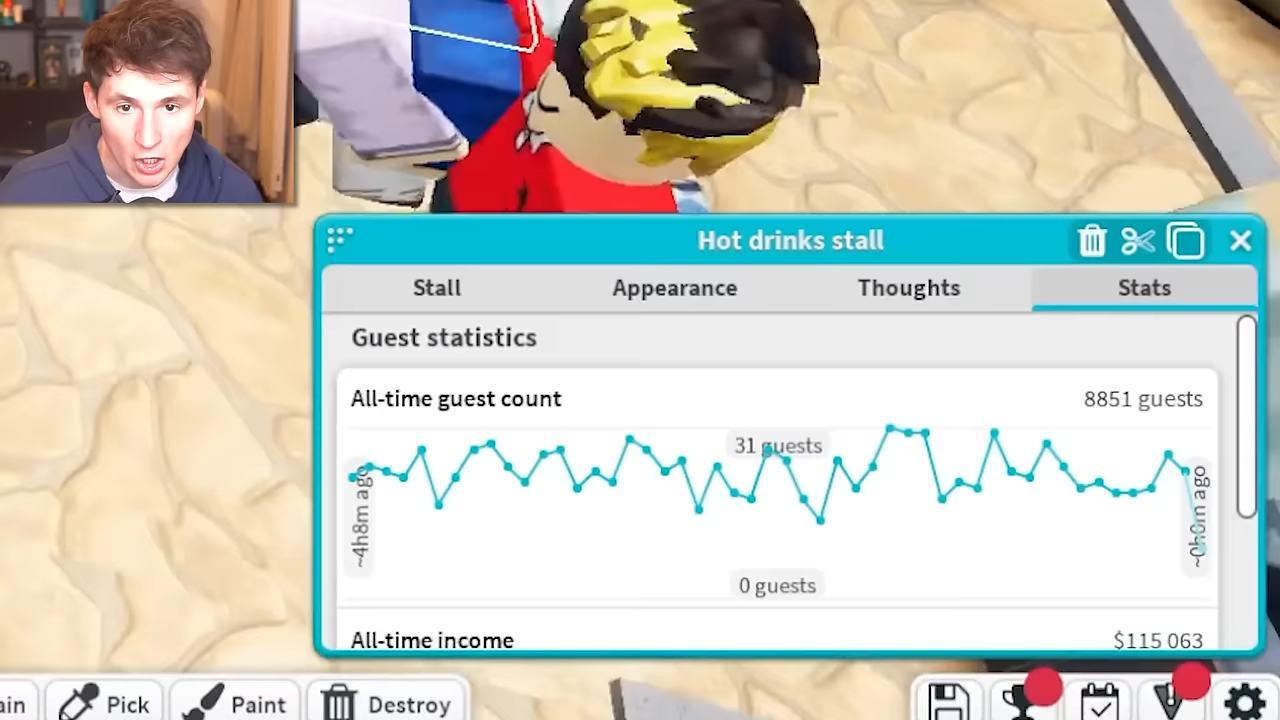 Hot drinks stall
Stall Appearance Thoughts Stats
Guest statistics
All-time guest count 8851 guests
31 guests
~4h8m ago
~0h0m ago
0 guests
All-time income $115 063
ain Pick Paint Destroy